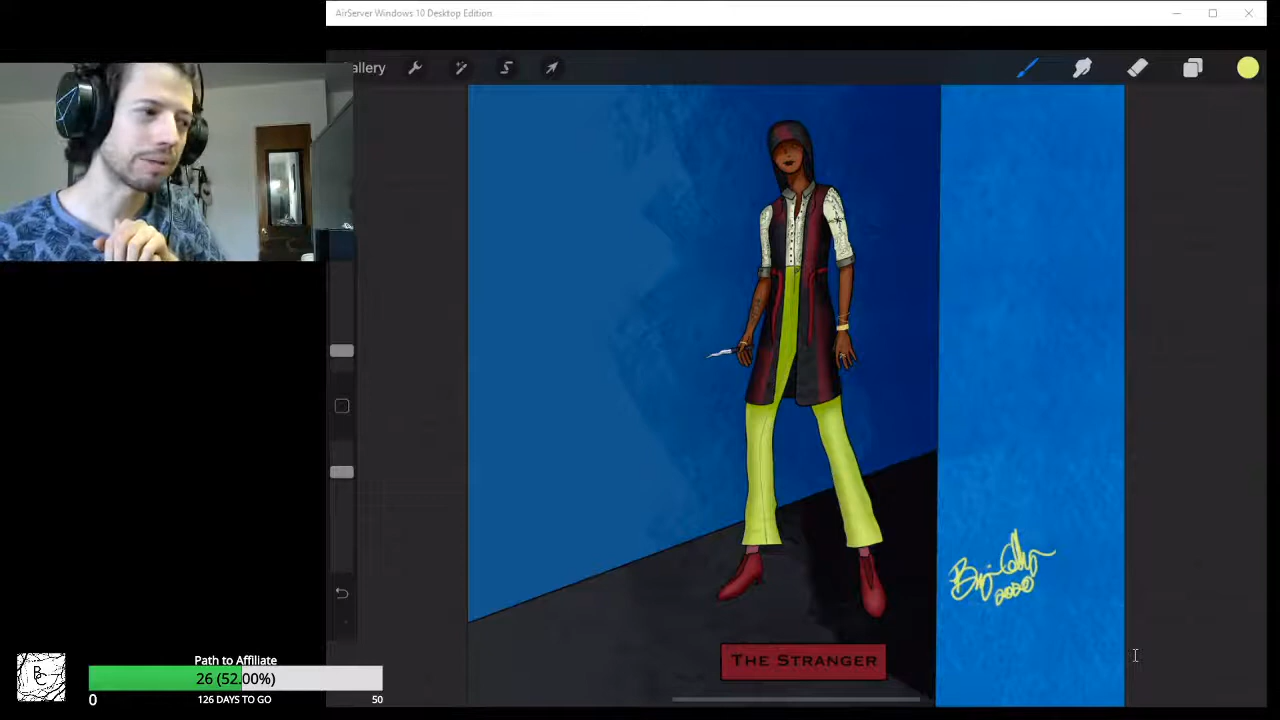 AirServer Windows 10 Desktop Edition
allery
THE STRANGER
2020
Path to Affiliate
26 (52.00%)
0
126 DAYS TO GO
50